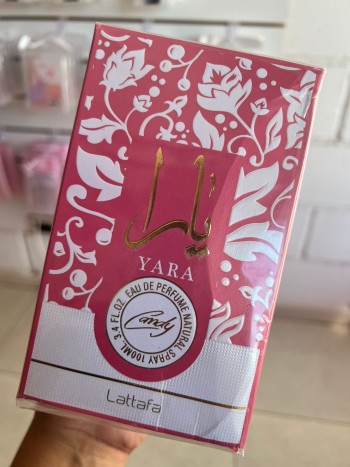 يارا
YARA
EAU DE PERFUME NATURAL SPRAY 100ML 3.4 FL.OZ.
Candy
Lattafa